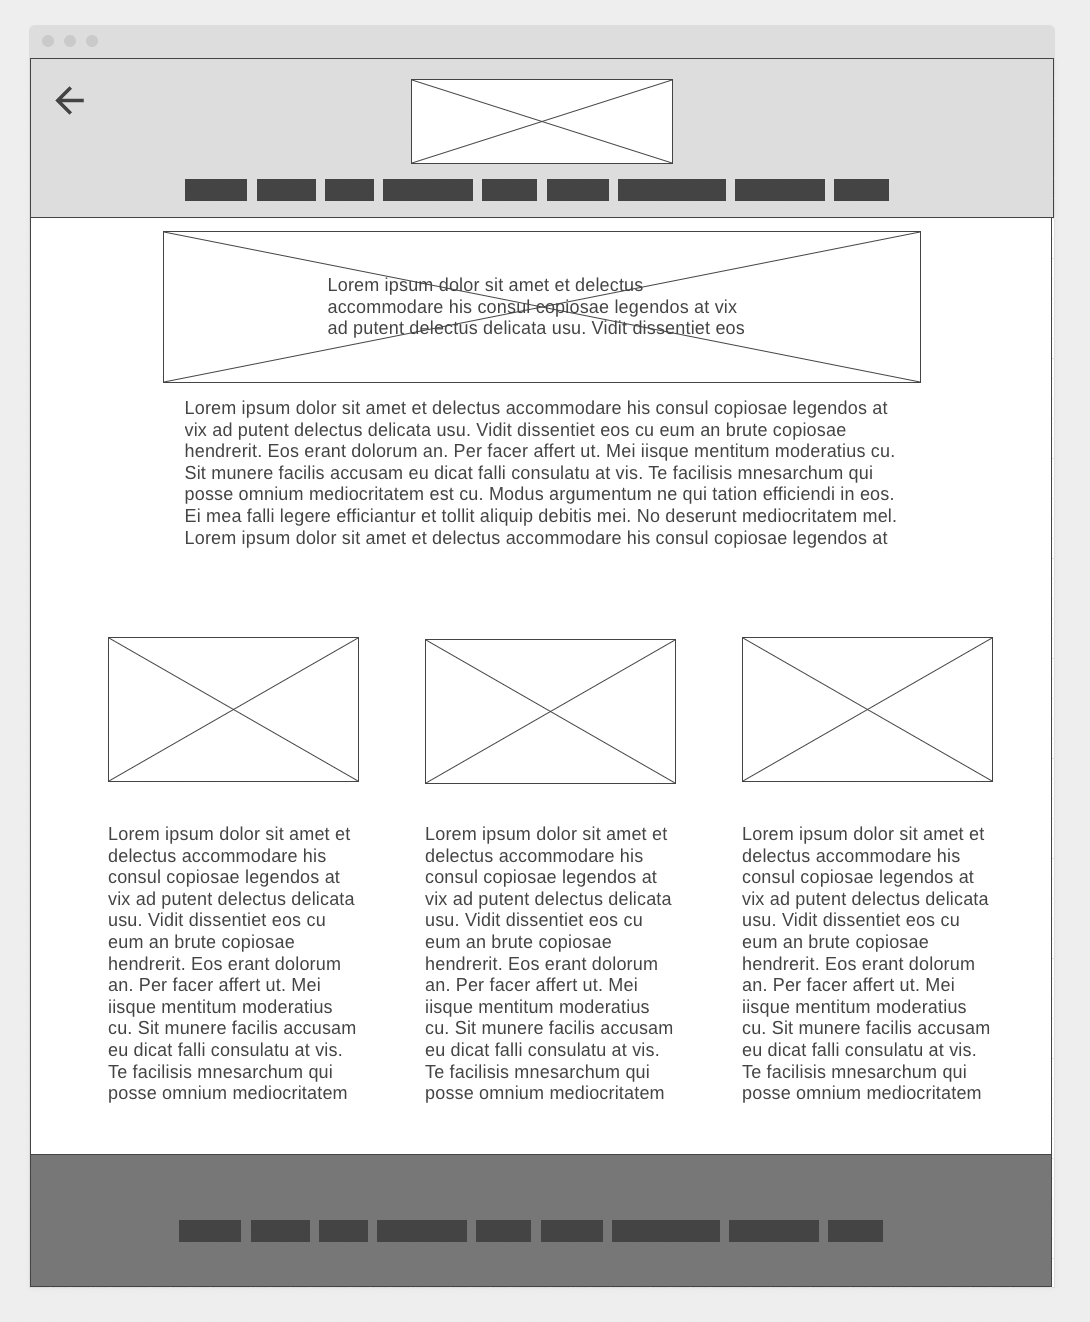 Lorem ipsum dolor sit amet et delectus
accommodare his consul copiosae legendos at vix
ad putent delectus delicata usu. Vidit dissentiet eos
Lorem ipsum dolor sit amet et delectus accommodare his consul copiosae legendos at
vix ad putent delectus delicata usu. Vidit dissentiet eos cu eum an brute copiosae
hendrerit. Eos erant dolorum an. Per facer affert ut. Mei iisque mentitum moderatius cu.
Sit munere facilis accusam eu dicat falli consulatu at vis. Te facilisis mnesarchum qui
posse omnium mediocritatem est cu. Modus argumentum ne qui tation efficiendi in eos.
Ei mea falli legere efficiantur et tollit aliquip debitis mei. No deserunt mediocritatem mel.
Lorem ipsum dolor sit amet et delectus accommodare his consul copiosae legendos at
Lorem ipsum dolor sit amet et
delectus accommodare his
consul copiosae legendos at
vix ad putent delectus delicata
usu. Vidit dissentiet eos cu
eum an brute copiosae
hendrerit. Eos erant dolorum
an. Per facer affert ut. Mei
iisque mentitum moderatius
cu. Sit munere facilis accusam
eu dicat falli consulatu at vis.
Te facilisis mnesarchum qui
posse omnium mediocritatem
Lorem ipsum dolor sit amet et
delectus accommodare his
consul copiosae legendos at
vix ad putent delectus delicata
usu. Vidit dissentiet eos cu
eum an brute copiosae
hendrerit. Eos erant dolorum
an. Per facer affert ut. Mei
iisque mentitum moderatius
cu. Sit munere facilis accusam
eu dicat falli consulatu at vis.
Te facilisis mnesarchum qui
posse omnium mediocritatem
Lorem ipsum dolor sit amet et
delectus accommodare his
consul copiosae legendos at
vix ad putent delectus delicata
usu. Vidit dissentiet eos cu
eum an brute copiosae
hendrerit. Eos erant dolorum
an. Per facer affert ut. Mei
iisque mentitum moderatius
cu. Sit munere facilis accusam
eu dicat falli consulatu at vis.
Te facilisis mnesarchum qui
posse omnium mediocritatem